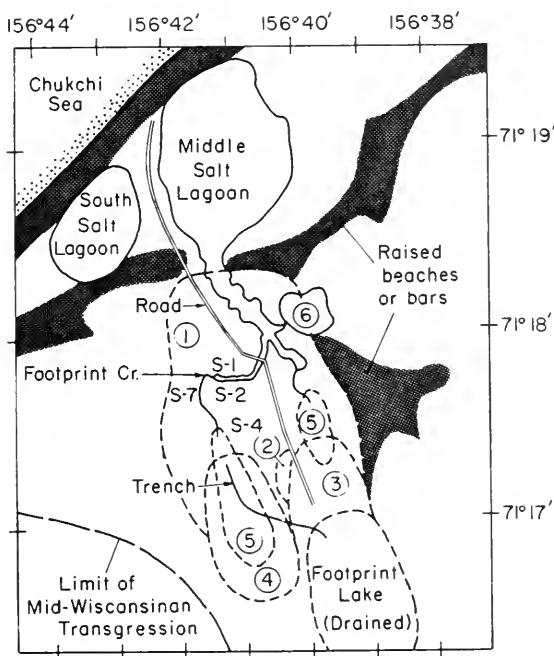 156°44′ 156°42′ 156°40′ 156°38′
Chukchi
Sea
71°19′
Middle
Salt
Lagoon
South
Salt
Lagoon
Raised
beaches
or bars
Road
6
71°18′
1
S-1
Footprint Cr.
S-7 S-2
S-4
5
2
3
Trench
71°17′
5
4
Limit of
Mid-Wiscansinan
Transgression
Footprint
Lake
(Drained)